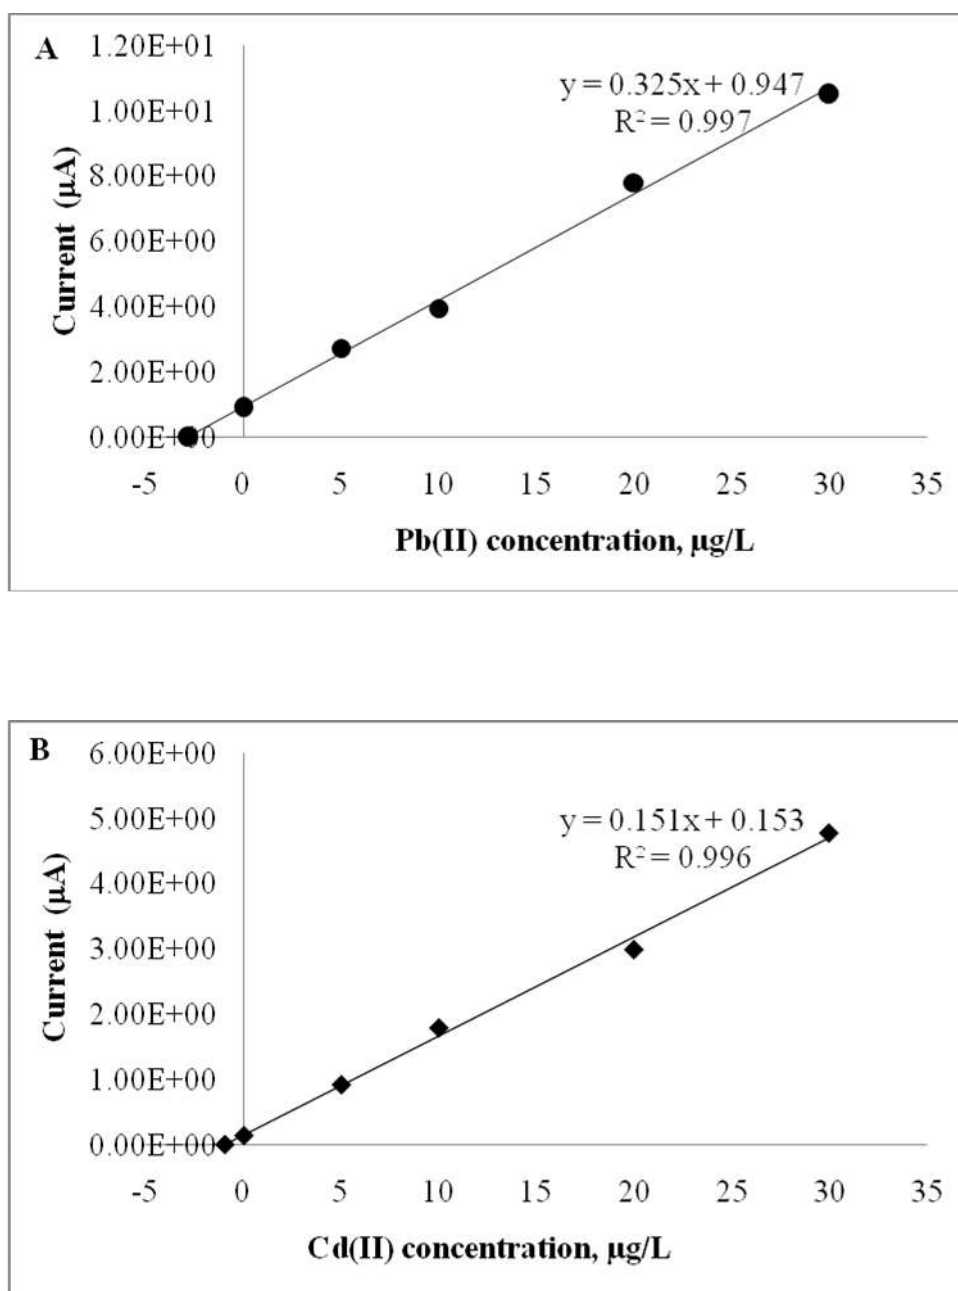 A
1.20E+01
1.00E+01
8.00E+00
6.00E+00
4.00E+00
2.00E+00
0.00E+00
Current (µA)
y = 0.325x + 0.947
R² = 0.997
-5 0 5 10 15 20 25 30 35
Pb(II) concentration, µg/L
B
6.00E+00
5.00E+00
4.00E+00
3.00E+00
2.00E+00
1.00E+00
0.00E+00
Current (µA)
y = 0.151x + 0.153
R² = 0.996
-5 0 5 10 15 20 25 30 35
Cd(II) concentration, µg/L